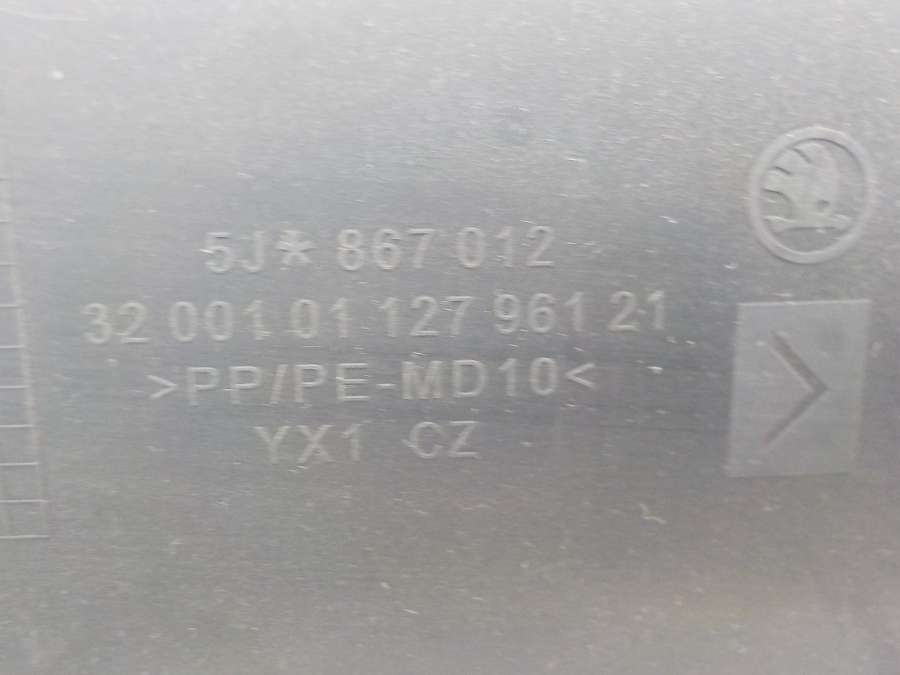 5J* 867 012
32 001 01 127 961 21
>PP/PE-MD10<
YX1 CZ